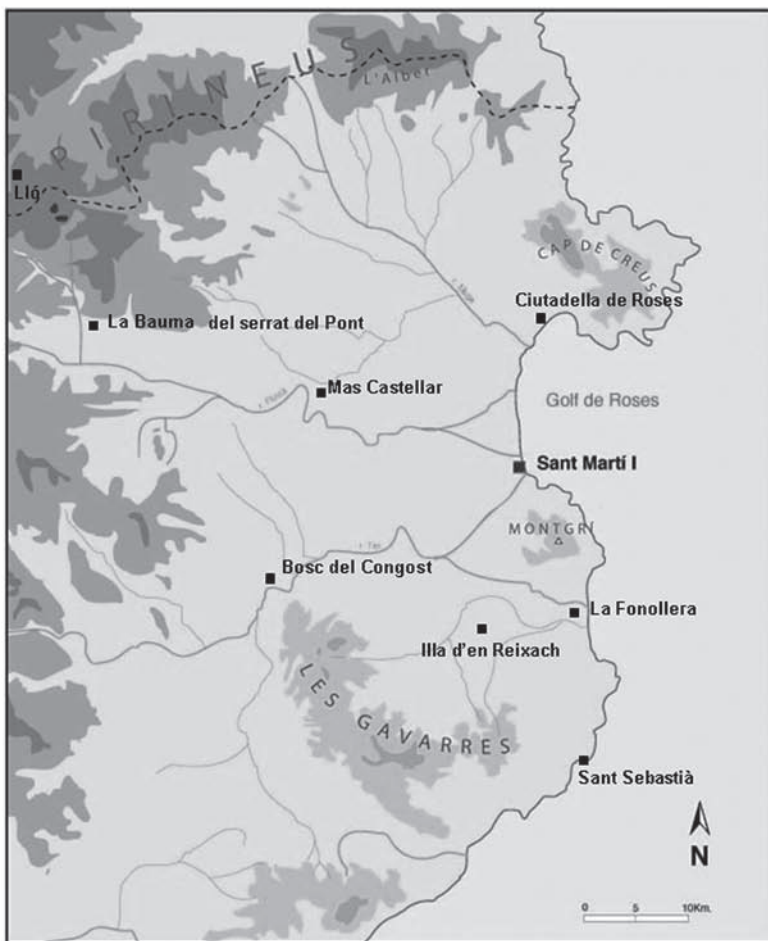 PIRINEUS
L'Alber
Lló
CAP DE CREUS
Ciutadella de Roses
La Bauma del serrat del Pont
r. Muga
Mas Castellar
Golf de Roses
r. Fluvià
Sant Martí I
MONTGRÍ
r. Ter
Bosc del Congost
La Fonollera
Illa d'en Reixach
LES GAVARRES
Sant Sebastià
N
0 5 10Km.